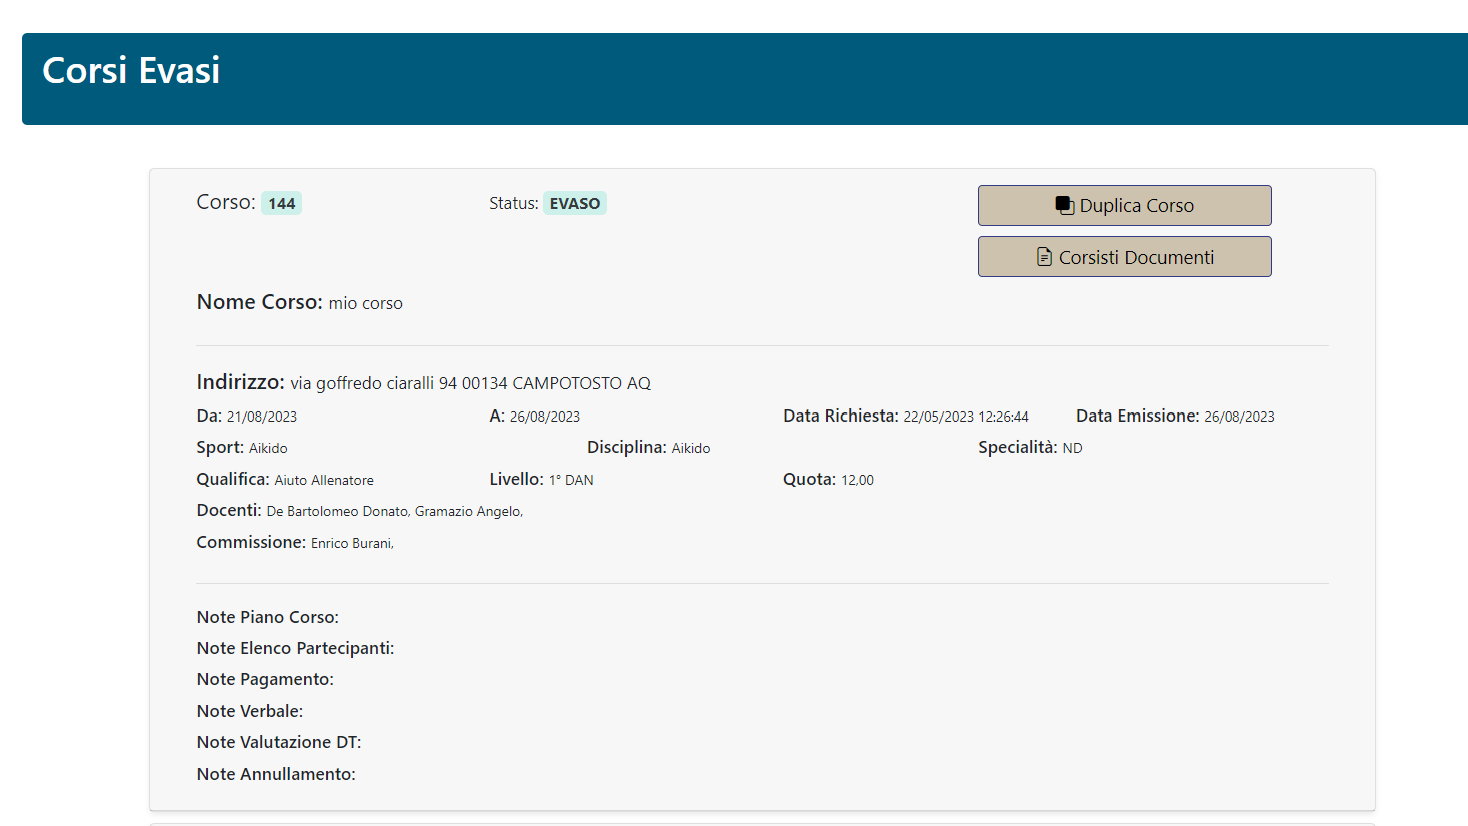 Corsi Evasi
Corso: 144 Status: EVASO Duplica Corso
Corsisti Documenti
Nome Corso: mio corso
Indirizzo: via goffredo ciaralli 94 00134 CAMPOTOSTO AQ
Da: 21/08/2023 A: 26/08/2023 Data Richiesta: 22/05/2023 12:26:44 Data Emissione: 26/08/2023
Sport: Aikido Disciplina: Aikido Specialità: ND
Qualifica: Aiuto Allenatore Livello: 1° DAN Quota: 12,00
Docenti: De Bartolomeo Donato, Gramazio Angelo,
Commissione: Enrico Burani,
Note Piano Corso:
Note Elenco Partecipanti:
Note Pagamento:
Note Verbale:
Note Valutazione DT:
Note Annullamento: